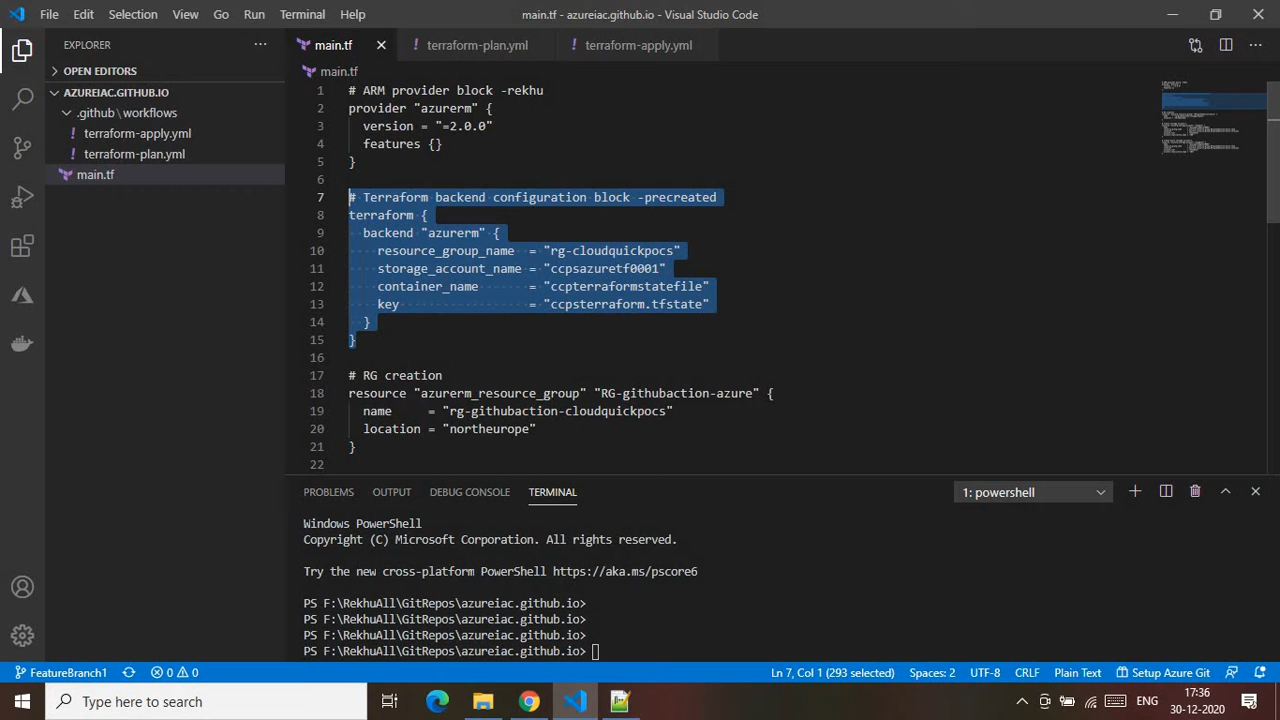 File Edit Selection View Go Run Terminal Help
main.tf - azureiac.github.io - Visual Studio Code
EXPLORER
OPEN EDITORS
AZUREIAC.GITHUB.IO
.github\workflows
terraform-apply.yml
terraform-plan.yml
main.tf
main.tf terraform-plan.yml terraform-apply.yml
main.tf
1 # ARM provider block -rekhu
2 provider "azurerm" {
3 version = "=2.0.0"
4 features {}
5 }
6
7 # Terraform backend configuration block -precreated
8 terraform {
9 backend "azurerm" {
10 resource_group_name = "rg-cloudquickpocs"
11 storage_account_name = "ccpsazuretf0001"
12 container_name = "ccpterraformstatefile"
13 key = "ccpsterraform.tfstate"
14 }
15 }
16
17 # RG creation
18 resource "azurerm_resource_group" "RG-githubaction-azure" {
19 name = "rg-githubaction-cloudquickpocs"
20 location = "northeurope"
21 }
22
PROBLEMS OUTPUT DEBUG CONSOLE TERMINAL
1: powershell
Windows PowerShell
Copyright (C) Microsoft Corporation. All rights reserved.
Try the new cross-platform PowerShell https://aka.ms/pscore6
PS F:\RekhuAll\GitRepos\azureiac.github.io>
PS F:\RekhuAll\GitRepos\azureiac.github.io>
PS F:\RekhuAll\GitRepos\azureiac.github.io>
PS F:\RekhuAll\GitRepos\azureiac.github.io>
FeatureBranch1 0 0
Ln 7, Col 1 (293 selected) Spaces: 2 UTF-8 CRLF Plain Text Setup Azure Git
Type here to search
ENG
17:36
30-12-2020